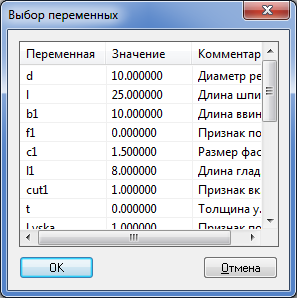 Выбор переменных
Переменная Значение Комментар
d 10.000000 Диаметр ре
l 25.000000 Длина шпи
b1 10.000000 Длина ввин
f1 0.000000 Признак по
c1 1.500000 Размер фас
l1 8.000000 Длина глад
cut1 1.000000 Признак вк
t 0.000000 Толщина у.
Lyska 1.000000 Признак по
OK Отмена